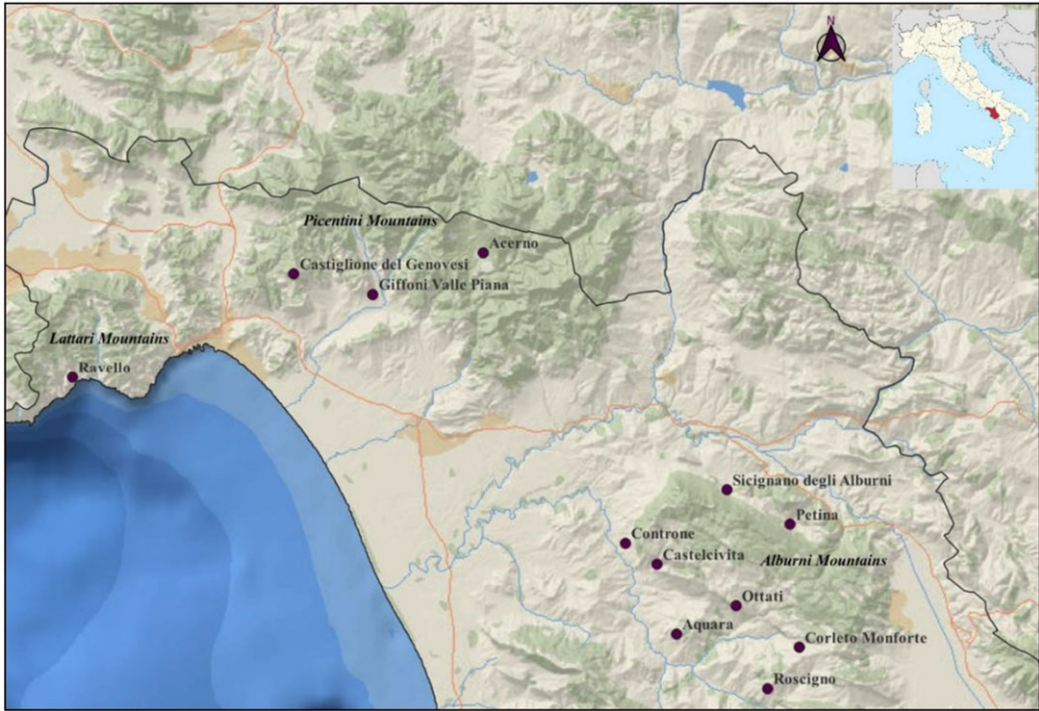 N
Picentini Mountains
Acerno
Castiglione del Genovesi
Giffoni Valle Piana
Lattari Mountains
Ravello
Sicignano degli Alburni
Petina
Controne
Castelcivita
Alburni Mountains
Ottati
Aquara
Corleto Monforte
Roscigno